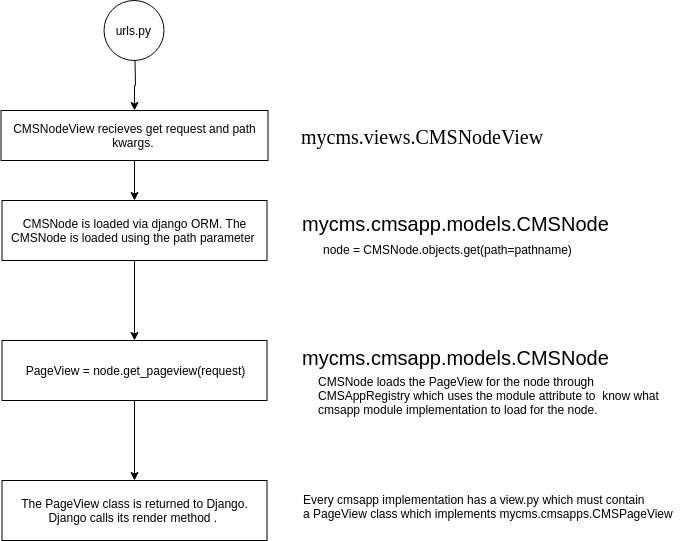 urls.py
CMSNodeView recieves get request and path
kwargs.
mycms.views.CMSNodeView
CMSNode is loaded via django ORM. The
CMSNode is loaded using the path parameter
mycms.cmsapp.models.CMSNode
node = CMSNode.objects.get(path=pathname)
PageView = node.get_pageview(request)
mycms.cmsapp.models.CMSNode
CMSNode loads the PageView for the node through
CMSAppRegistry which uses the module attribute to know what
cmsapp module implementation to load for the node.
The PageView class is returned to Django.
Django calls its render method .
Every cmsapp implementation has a view.py which must contain
a PageView class which implements mycms.cmsapps.CMSPageView